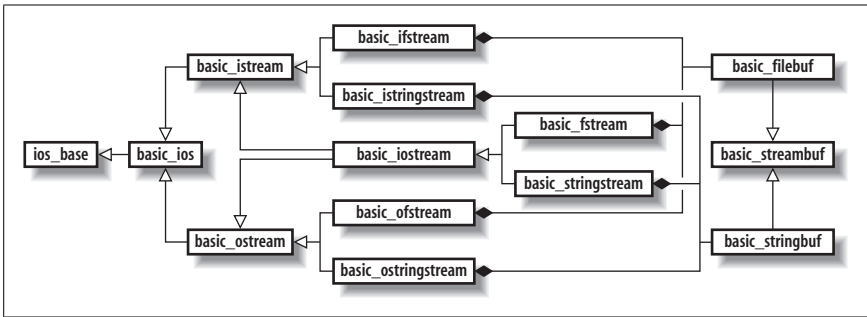 basic_ifstream
basic_istream
basic_filebuf
basic_istringstream
basic_fstream
ios_base
basic_ios
basic_iostream
basic_streambuf
basic_stringstream
basic_ofstream
basic_ostream
basic_stringbuf
basic_ostringstream